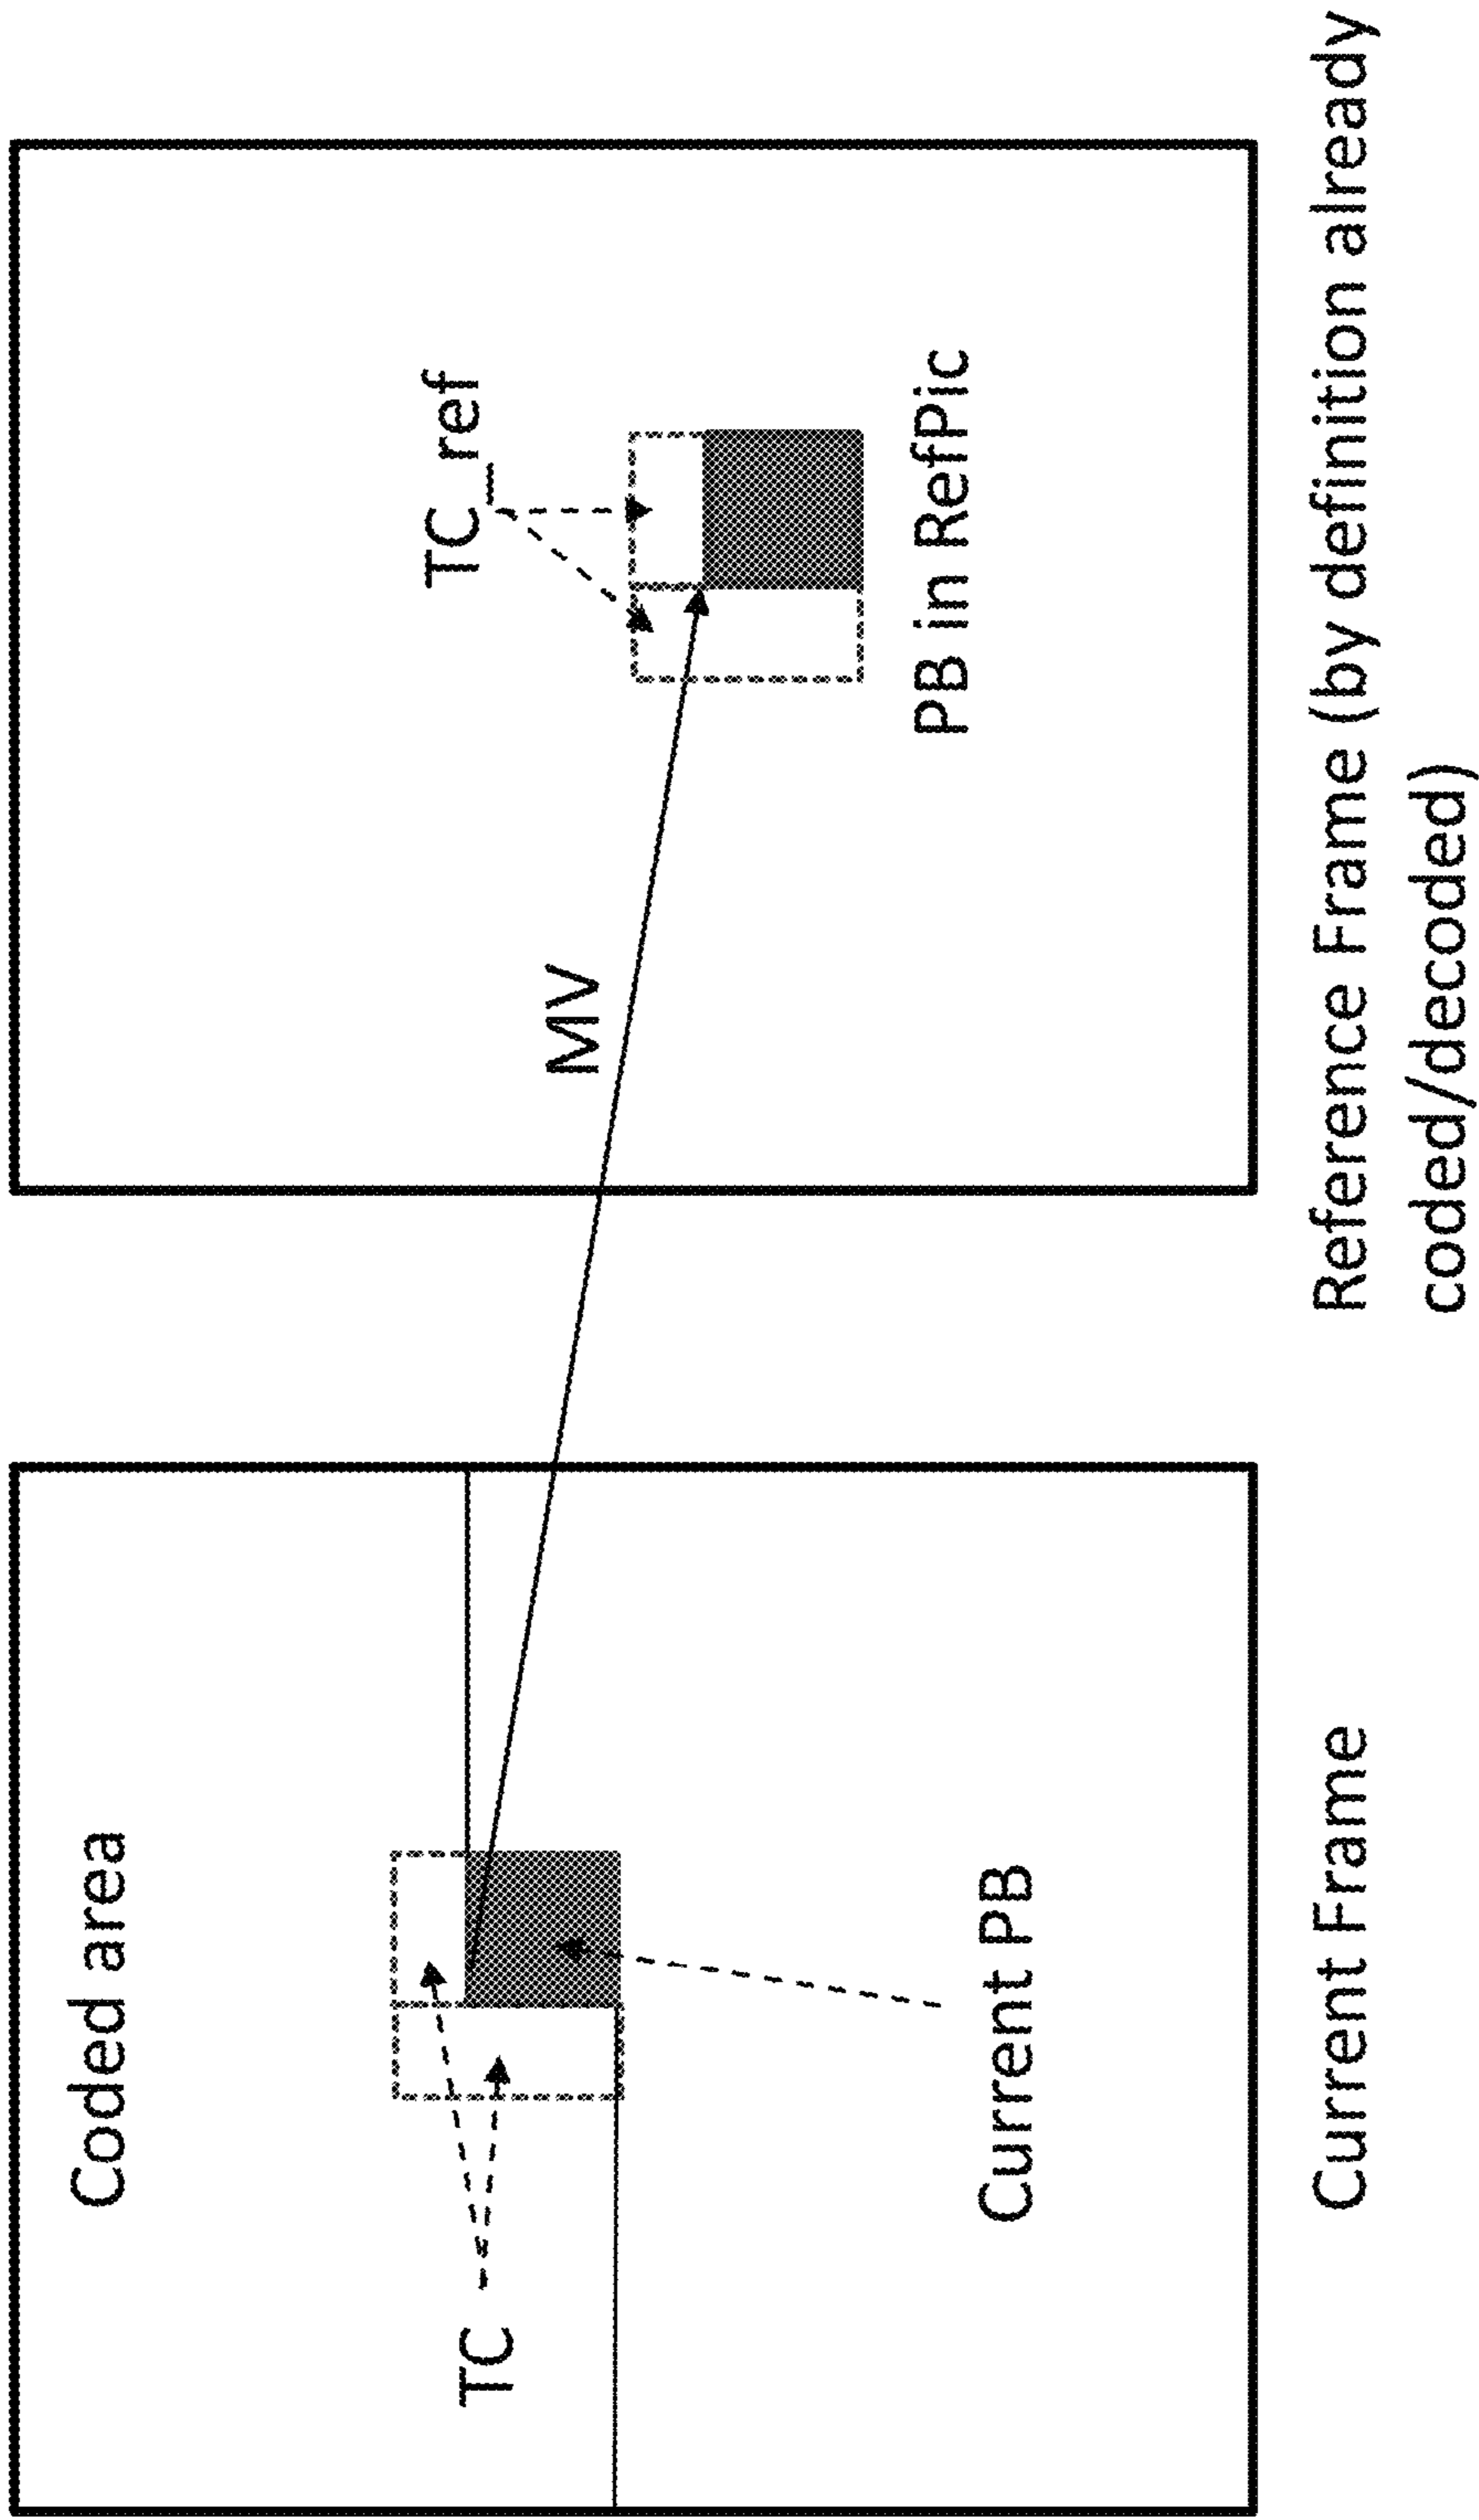 Coded area
TC
Current PB
Current Frame
MV
TC_ref
PB in RefPic
Reference Frame (by definition already
coded/decoded)